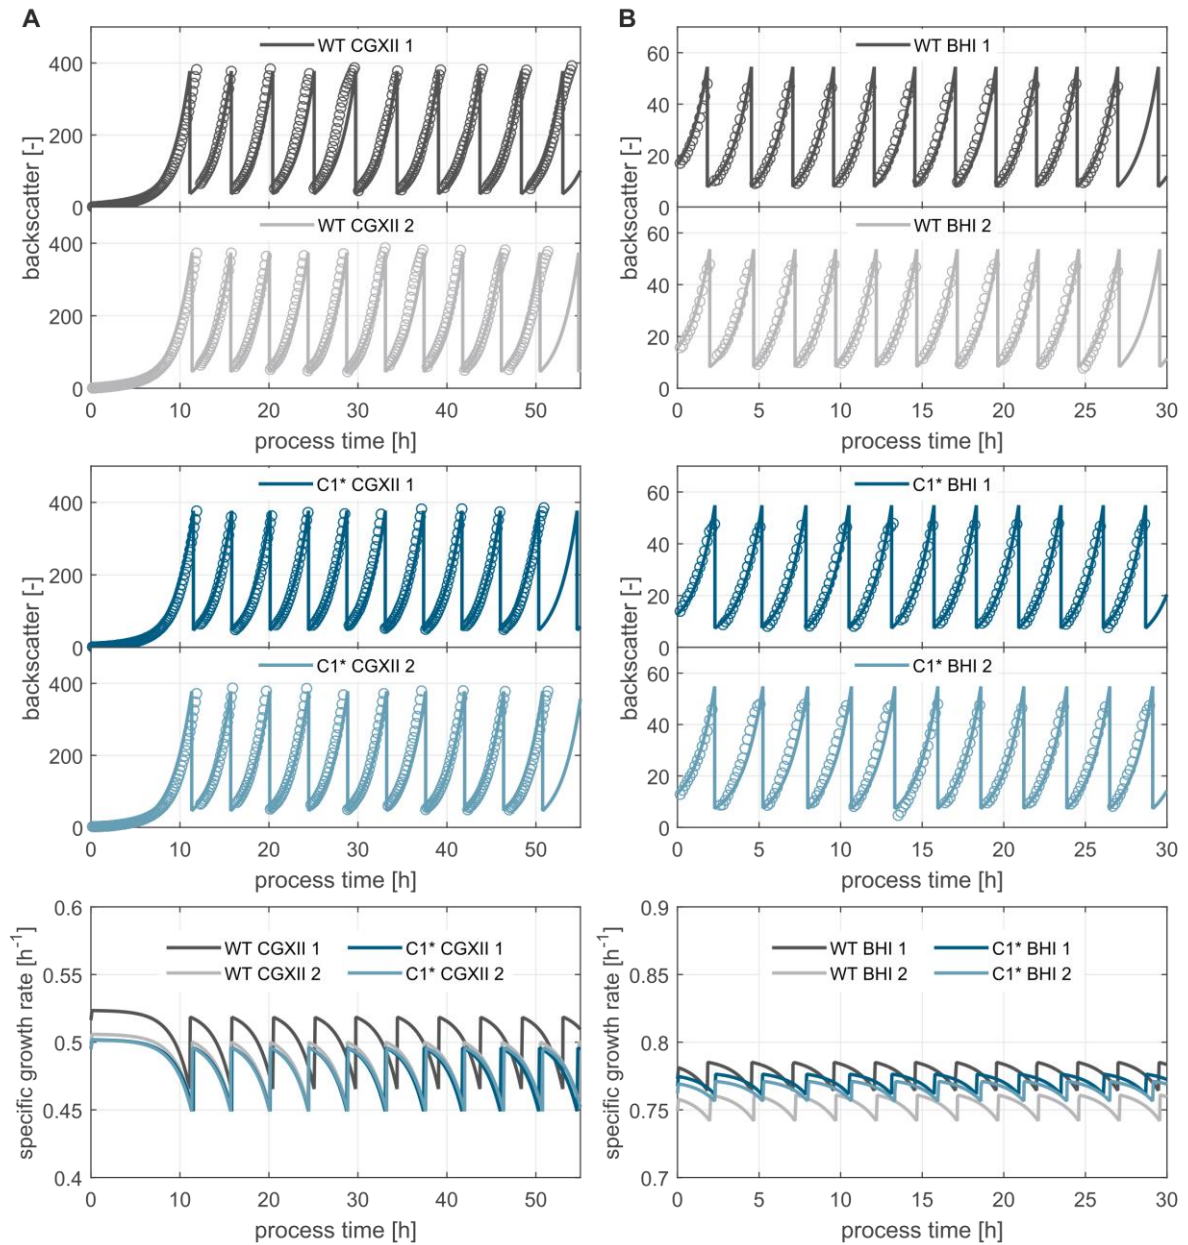 A
B
WT CGXII 1
400
200
0
backscatter [-]
WT CGXII 2
400
200
0
0 10 20 30 40 50
process time [h]
WT BHI 1
60
40
20
0
backscatter [-]
WT BHI 2
60
40
20
0
0 5 10 15 20 25 30
process time [h]
C1* CGXII 1
400
200
0
backscatter [-]
C1* CGXII 2
400
200
0
0 10 20 30 40 50
process time [h]
C1* BHI 1
60
40
20
0
backscatter [-]
C1* BHI 2
60
40
20
0
0 5 10 15 20 25 30
process time [h]
0.6
0.55
0.5
0.45
0.4
specific growth rate [h⁻¹]
WT CGXII 1 C1* CGXII 1
WT CGXII 2 C1* CGXII 2
0 10 20 30 40 50
process time [h]
0.9
0.85
0.8
0.75
0.7
specific growth rate [h⁻¹]
WT BHI 1 C1* BHI 1
WT BHI 2 C1* BHI 2
0 5 10 15 20 25 30
process time [h]